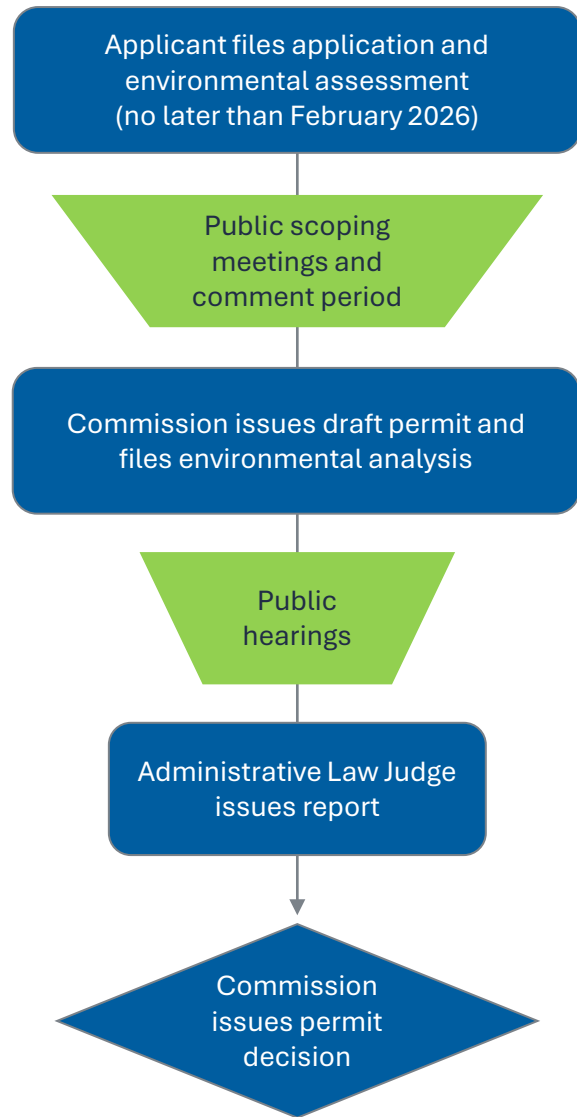 Applicant files application and
environmental assessment
(no later than February 2026)
Public scoping
meetings and
comment period
Commission issues draft permit and
files environmental analysis
Public
hearings
Administrative Law Judge
issues report
Commission
issues permit
decision